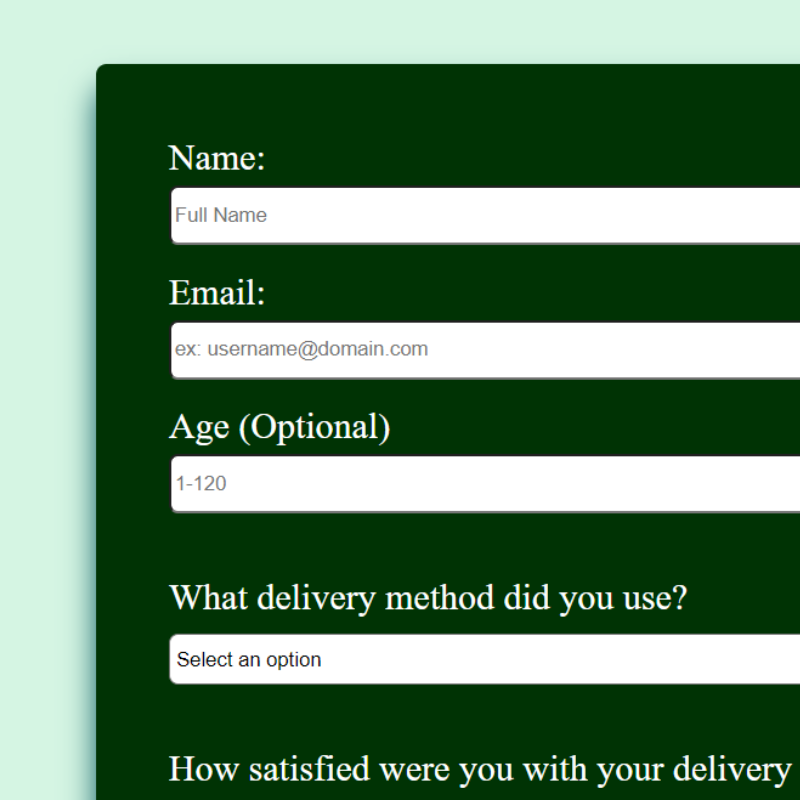 Name:
Full Name
Email:
ex: username@domain.com
Age (Optional)
1-120
What delivery method did you use?
Select an option
How satisfied were you with your delivery